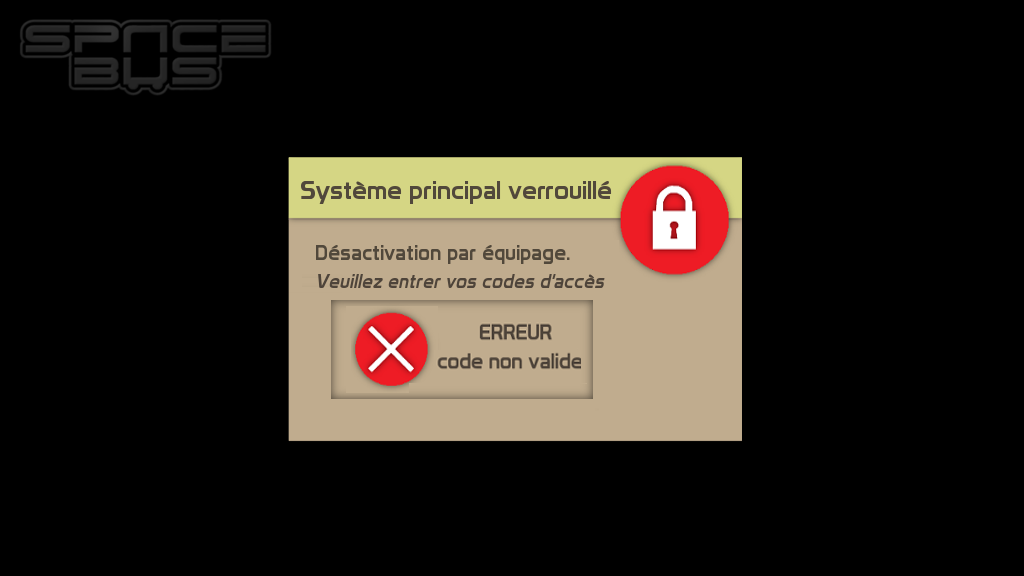 SPACE
BUS
Système principal verrouillé
Désactivation par équipage.
Veuillez entrer vos codes d'accès
ERREUR
code non valide